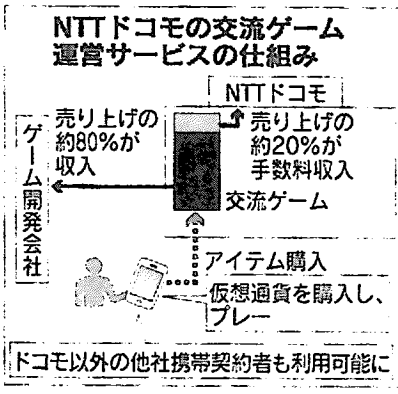 NTTドコモの交流ゲーム
運営サービスの仕組み
NTTドコモ
売り上げの
約80%が
収入
売り上げの
約20%が
手数料収入
ゲーム開発会社
交流ゲーム
アイテム購入
仮想通貨を購入し、
プレー
ドコモ以外の他社携帯契約者も利用可能に